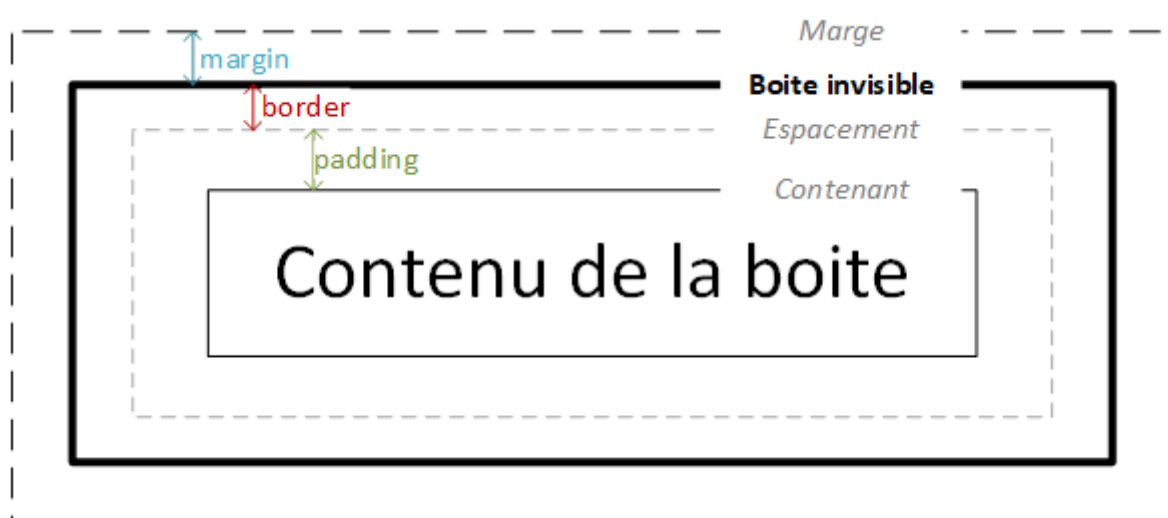 Marge
margin
Boite invisible
border
Espacement
padding
Contenant
Contenu de la boite